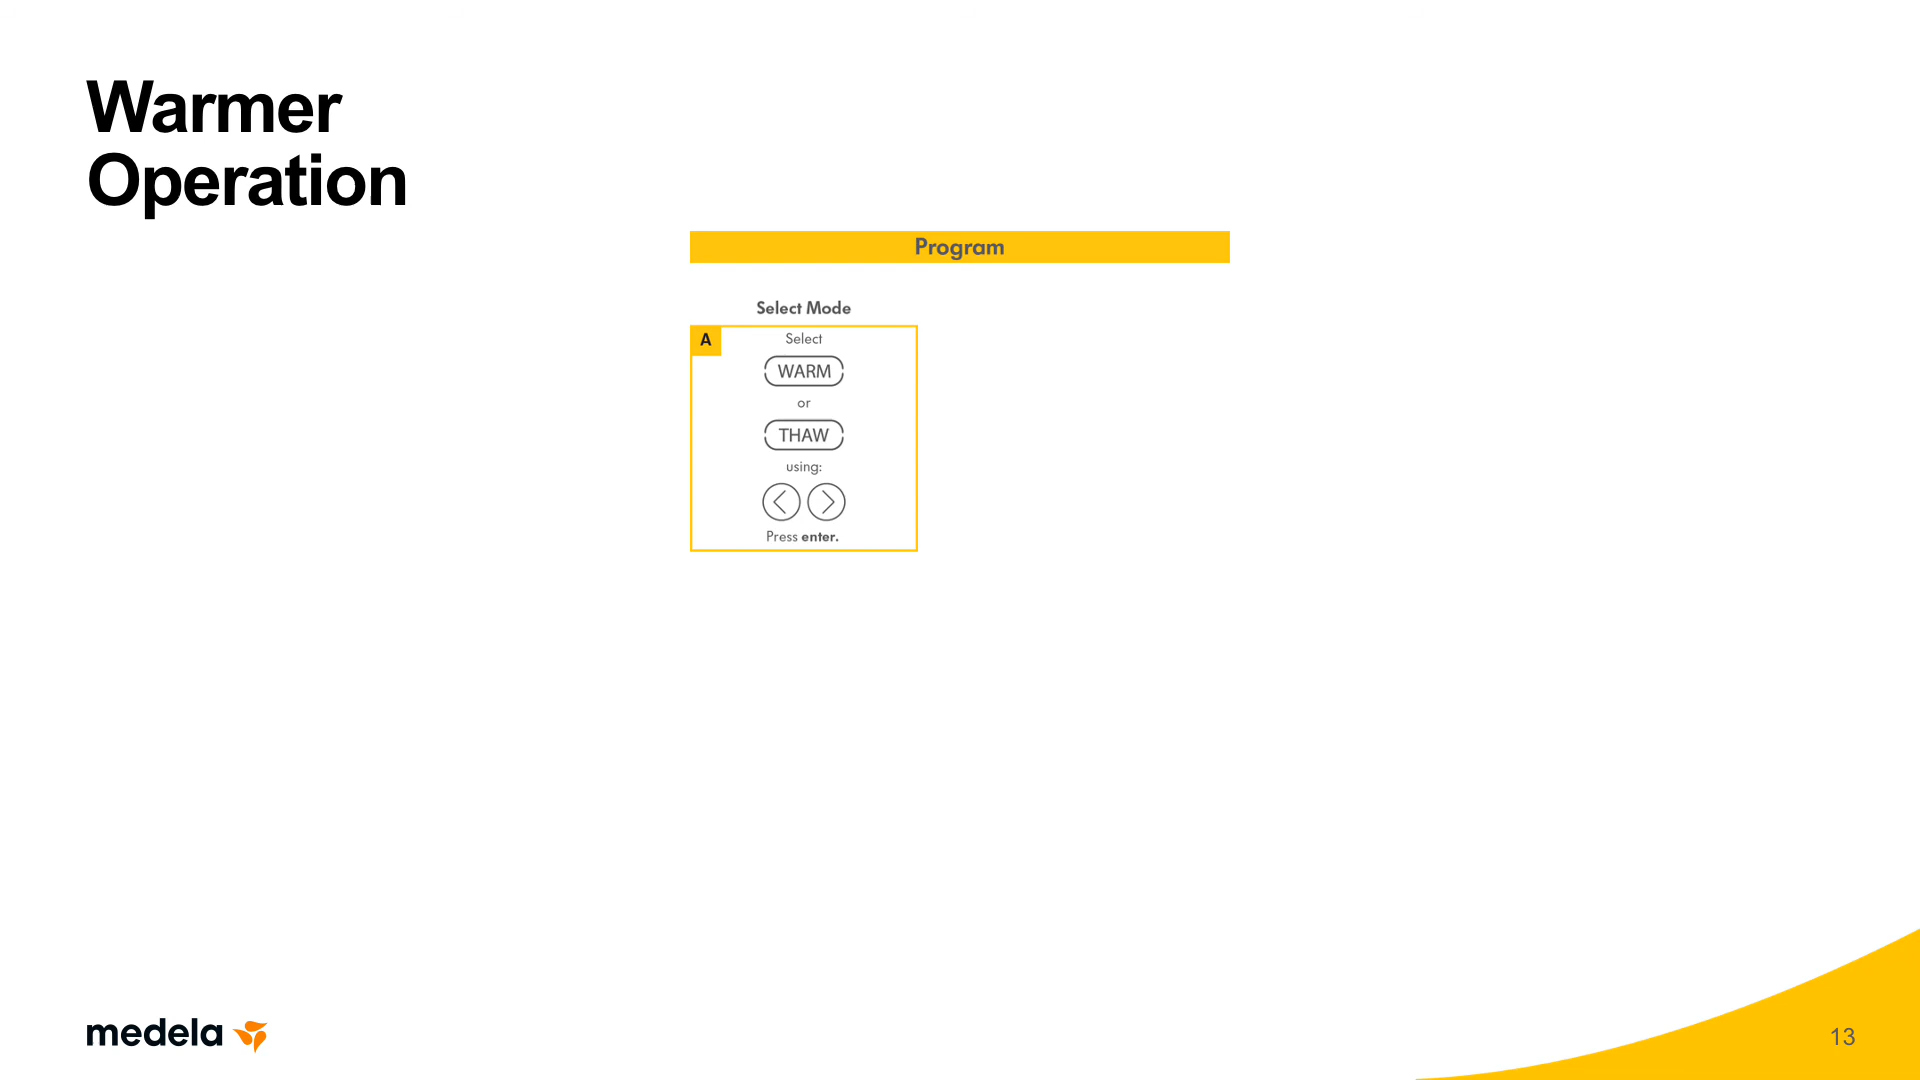 Warmer
Operation
Program
Select Mode
A
Select
WARM
or
THAW
using:
Press enter.
medela
13